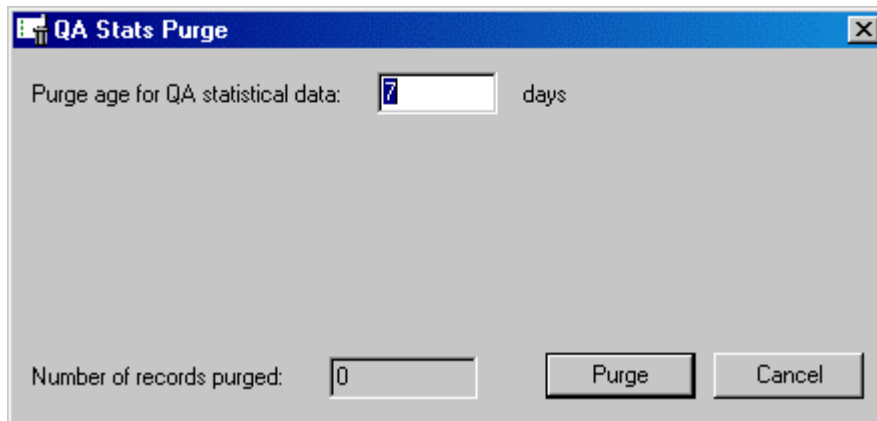 QA Stats Purge
Purge age for QA statistical data: 7 days
Number of records purged: 0 Purge Cancel